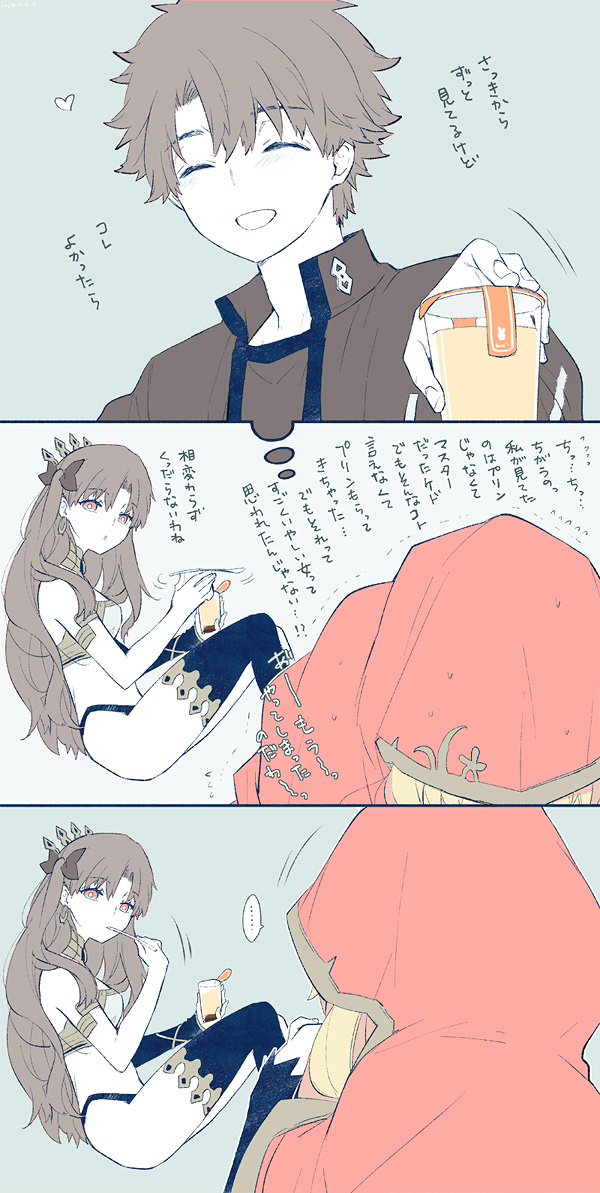 さっきから
ずっと
見てるけど
コレ
よかったら
ちっ…ちっ…
ちがうのっ
私が見てた
のはプリン
じゃなくて
マスター
だったケド
でもそんなコト
言えなくて
プリンもらって
きちゃった…
でもそれって
すごくいやしい女って
思われたんじゃない…!?
あーもう〜っ
やってしまった
のだわ〜っ
相変わらず
くっだらないわね
……